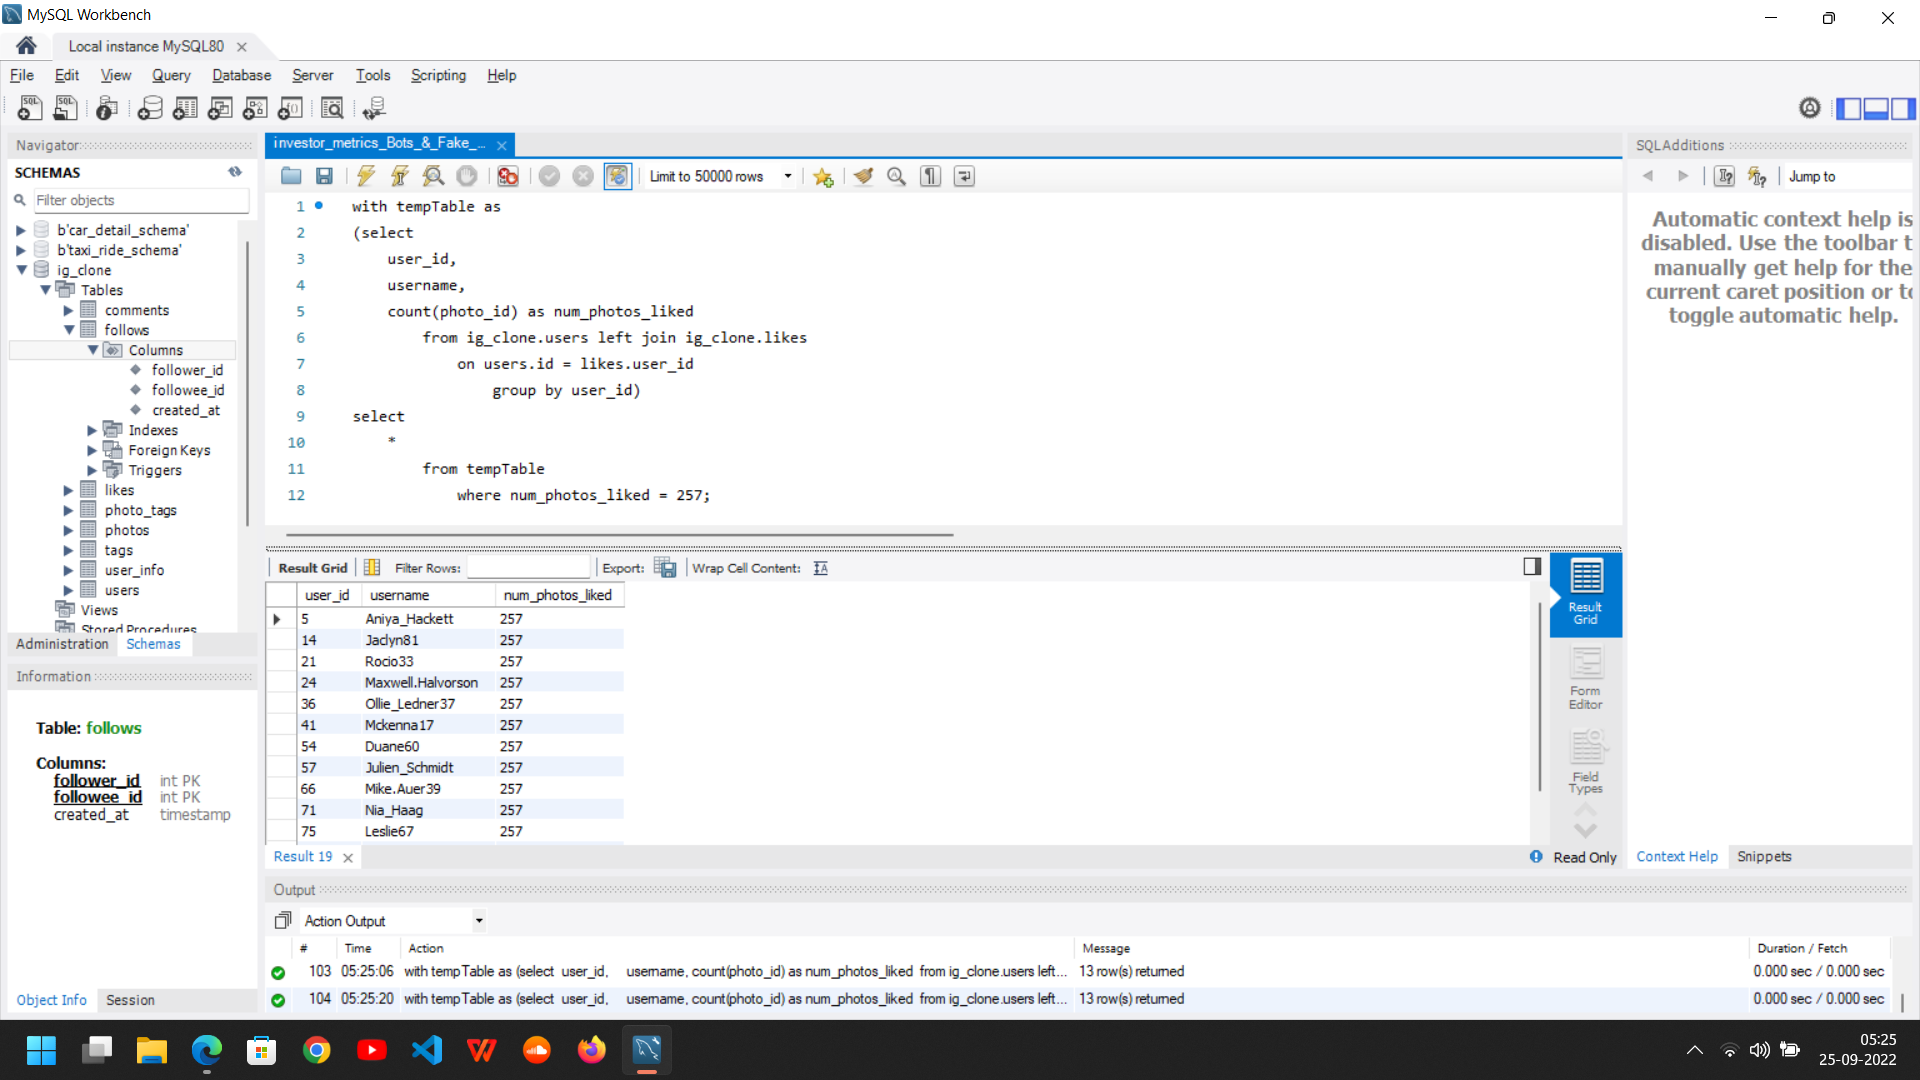 MySQL Workbench
Local instance MySQL80
File Edit View Query Database Server Tools Scripting Help
Navigator
SCHEMAS
Filter objects
b'car_detail_schema'
b'taxi_ride_schema'
ig_clone
Tables
comments
follows
Columns
follower_id
followee_id
created_at
Indexes
Foreign Keys
Triggers
likes
photo_tags
photos
tags
user_info
users
Views
Stored Procedures
Administration Schemas
Information
Table: follows
Columns:
follower_id int PK
followee_id int PK
created_at timestamp
Object Info Session
investor_metrics_Bots_&_Fake_...
Limit to 50000 rows
1 with tempTable as
2 (select
3 user_id,
4 username,
5 count(photo_id) as num_photos_liked
6 from ig_clone.users left join ig_clone.likes
7 on users.id = likes.user_id
8 group by user_id)
9 select
10 *
11 from tempTable
12 where num_photos_liked = 257;
Result Grid Filter Rows: Export: Wrap Cell Content:
user_id username num_photos_liked
5 Aniya_Hackett 257
14 Jaclyn81 257
21 Rocio33 257
24 Maxwell.Halvorson 257
36 Ollie_Ledner37 257
41 Mckenna17 257
54 Duane60 257
57 Julien_Schmidt 257
66 Mike.Auer39 257
71 Nia_Haag 257
75 Leslie67 257
Result
Grid
Form
Editor
Field
Types
Result 19
Read Only
SQLAdditions
Jump to
Automatic context help is
disabled. Use the toolbar t
manually get help for the
current caret position or to
toggle automatic help.
Context Help Snippets
Output
Action Output
# Time Action Message Duration / Fetch
103 05:25:06 with tempTable as (select user_id, username, count(photo_id) as num_photos_liked from ig_clone.users left... 13 row(s) returned 0.000 sec / 0.000 sec
104 05:25:20 with tempTable as (select user_id, username, count(photo_id) as num_photos_liked from ig_clone.users left... 13 row(s) returned 0.000 sec / 0.000 sec
05:25
25-09-2022